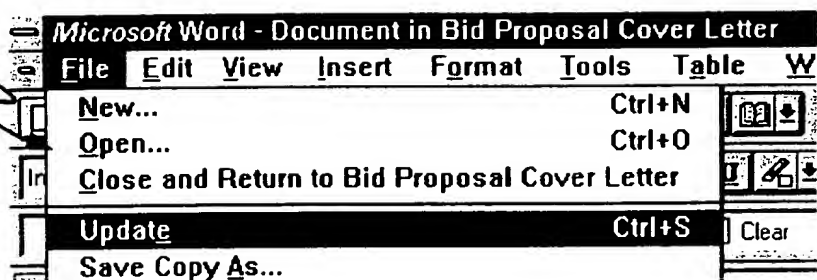 Microsoft Word - Document in Bid Proposal Cover Letter
File Edit View Insert Format Tools Table W
New... Ctrl+N
Open... Ctrl+O
Close and Return to Bid Proposal Cover Letter
Update Ctrl+S Clear
Save Copy As...